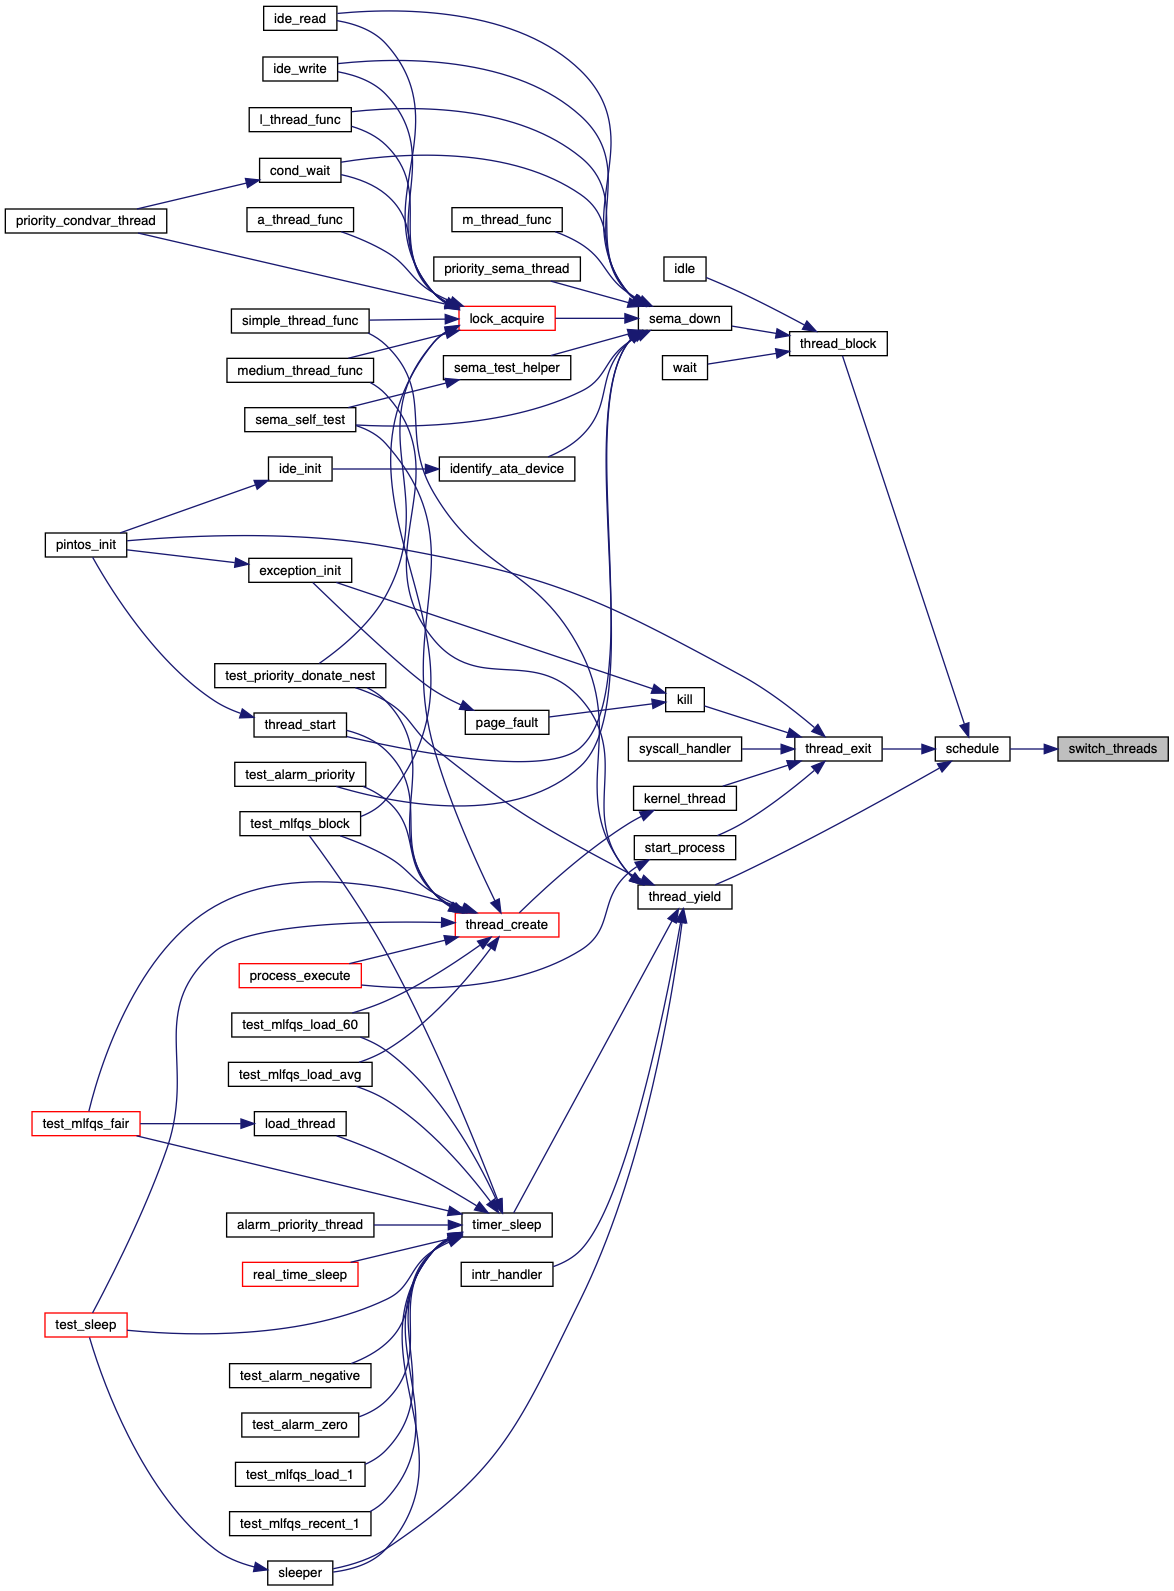 ide_read
ide_write
l_thread_func
cond_wait
priority_condvar_thread
a_thread_func
m_thread_func
priority_sema_thread
idle
simple_thread_func
lock_acquire
sema_down
thread_block
medium_thread_func
sema_test_helper
wait
sema_self_test
ide_init
identify_ata_device
pintos_init
exception_init
test_priority_donate_nest
kill
thread_start
page_fault
syscall_handler
thread_exit
schedule
switch_threads
test_alarm_priority
kernel_thread
test_mlfqs_block
start_process
thread_yield
thread_create
process_execute
test_mlfqs_load_60
test_mlfqs_load_avg
test_mlfqs_fair
load_thread
alarm_priority_thread
timer_sleep
real_time_sleep
intr_handler
test_sleep
test_alarm_negative
test_alarm_zero
test_mlfqs_load_1
test_mlfqs_recent_1
sleeper